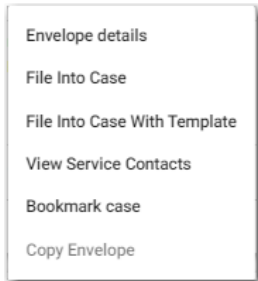 Envelope details
File Into Case
File Into Case With Template
View Service Contacts
Bookmark case
Copy Envelope